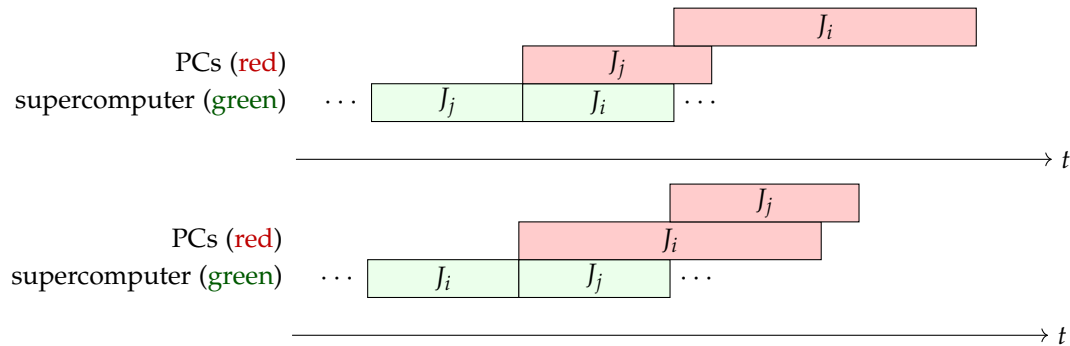 J_i
PCs (red) J_j
supercomputer (green) ⋯ J_j J_i ⋯
t
J_j
PCs (red) J_i
supercomputer (green) ⋯ J_i J_j ⋯
t